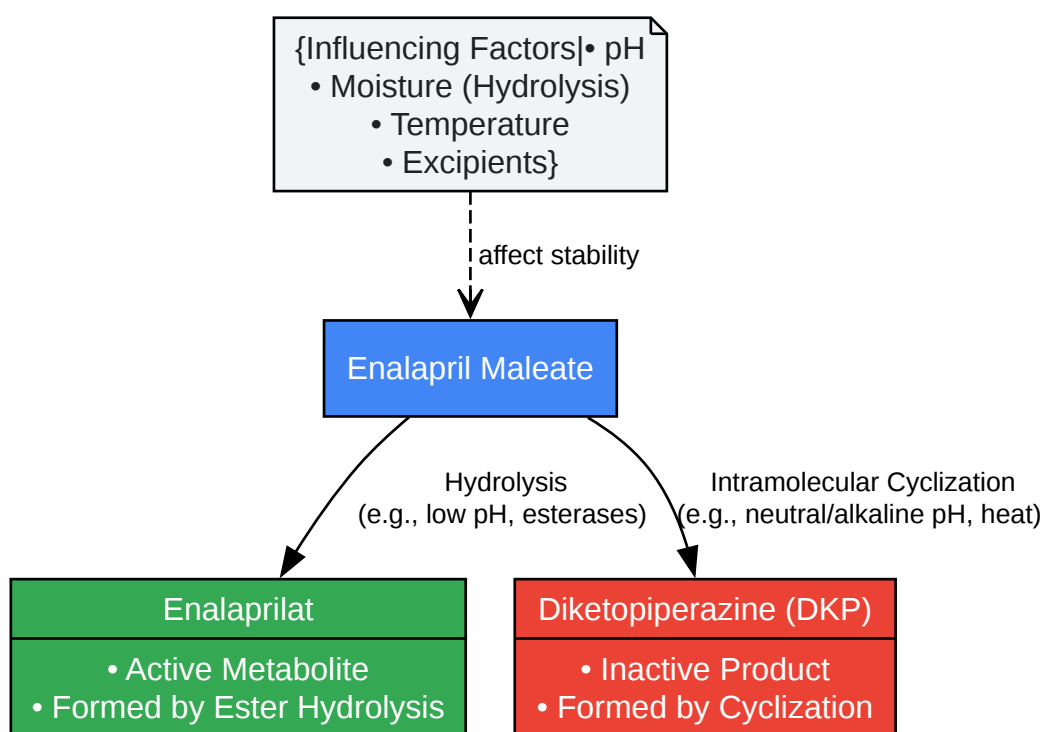 {Influencing Factors|• pH
• Moisture (Hydrolysis)
• Temperature
• Excipients}
affect stability
Enalapril Maleate
Hydrolysis
(e.g., low pH, esterases)
Intramolecular Cyclization
(e.g., neutral/alkaline pH, heat)
Enalaprilat
• Active Metabolite
• Formed by Ester Hydrolysis
Diketopiperazine (DKP)
• Inactive Product
• Formed by Cyclization